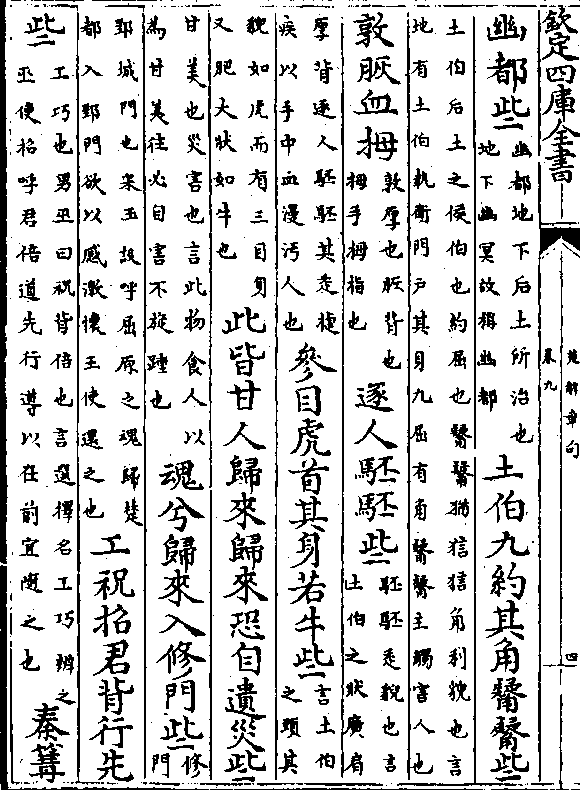 欽定四庫全書
楚辭章句
卷九
四
幽都些
幽都地下后土所治也
地下幽冥故稱幽都
土伯九約其角觺觺些
土伯后土之侯伯也約屈也觺觺猶狺狺角利貌也言
地有土伯執衛門戶其身九屈有角觺觺主觸害人也
敦脄血拇
敦厚也脄背也
拇手拇指也
逐人駓駓些
駓駓走貌也言
土伯之狀廣肩
厚背逐人駓駓其走捷
疾以手中血漫汚人也
參目虎首其身若牛些
言土伯
之頭其
貌如虎而有三目身
又肥大狀如牛也
此皆甘人歸來歸來恐自遺災些
甘美也災害也言此物食人以
為甘美往必自害不旋踵也
魂兮歸來入修門些
修
門
郢城門也宋玉設呼屈原之魂歸楚
都入郢門欲以感激懷王使還之也
工祝招君背行先
些
工巧也男巫曰祝背倍也言選擇名工巧辨之
巫使招呼君倍道先行導以在前宜隨之也
秦篝